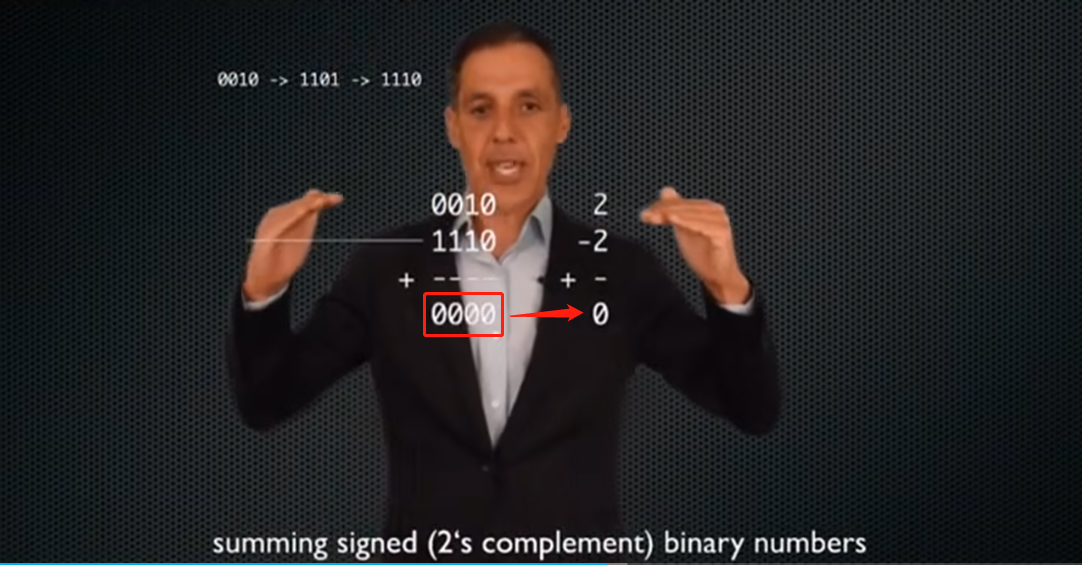 0010 -> 1101 -> 1110
0010 2
1110 -2
+ ---- + -
0000 0
summing signed (2's complement) binary numbers